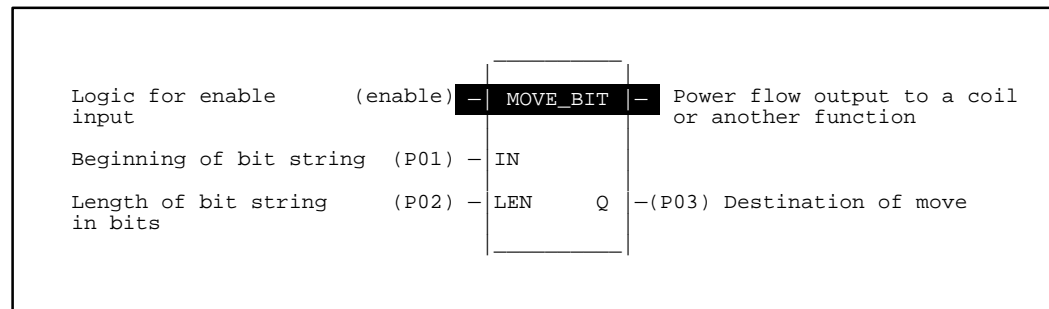 Logic for enable (enable) — MOVE_BIT — Power flow output to a coil
input or another function
Beginning of bit string (P01) — IN
Length of bit string (P02) — LEN Q —(P03) Destination of move
in bits